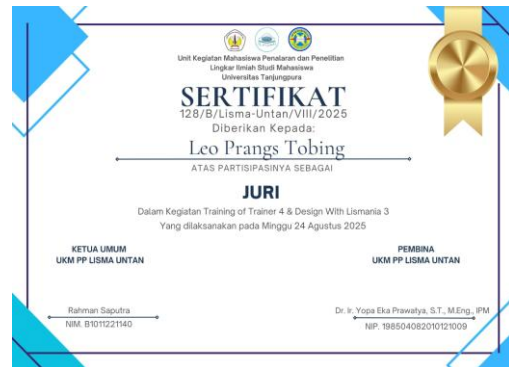 Unit Kegiatan Mahasiswa Penalaran dan Penelitian
Lingkar Ilmiah Studi Mahasiswa
Universitas Tanjungpura
SERTIFIKAT
128/B/Lisma-Untan/VIII/2025
Diberikan Kepada:
Leo Prangs Tobing
ATAS PARTISIPASINYA SEBAGAI
JURI
Dalam Kegiatan Training of Trainer 4 & Design With Lismania 3
Yang dilaksanakan pada Minggu 24 Agustus 2025
KETUA UMUM
UKM PP LISMA UNTAN
PEMBINA
UKM PP LISMA UNTAN
Rahman Saputra
NIM. B1011221140
Dr. Ir. Yopa Eka Prawatya, S.T., M.Eng., IPM
NIP. 198504082010121009